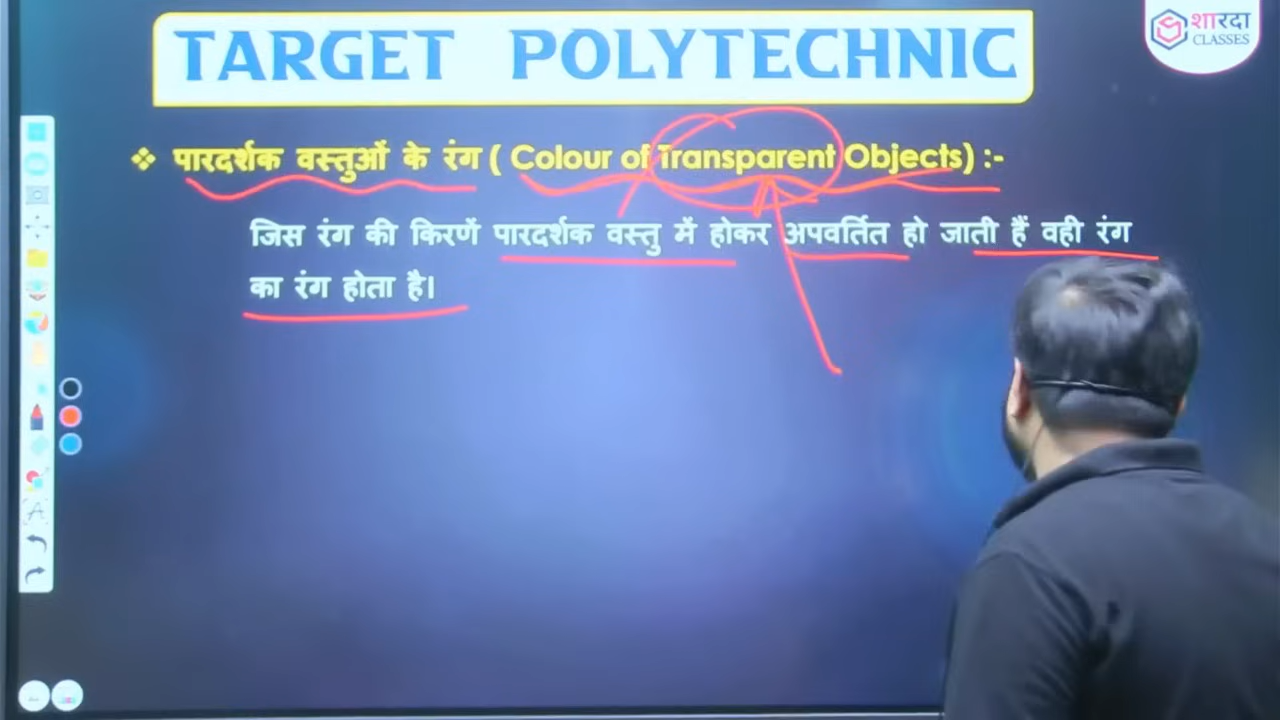 TARGET POLYTECHNIC
शारदा
CLASSES
❖ पारदर्शक वस्तुओं के रंग ( Colour of Transparent Objects) :-
जिस रंग की किरणें पारदर्शक वस्तु में होकर अपवर्तित हो जाती हैं वही रंग
का रंग होता है।